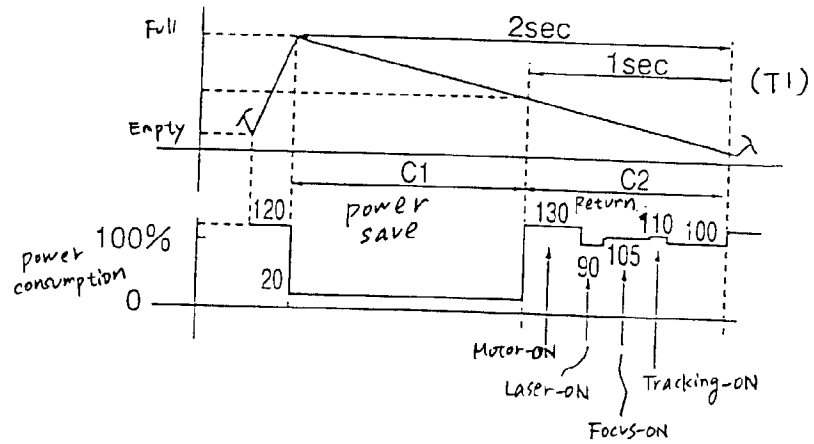 Full
2sec
1sec
(T1)
Empty
C1
C2
power
save
Return
120
130
110
100
100%
90
105
20
power
consumption
0
Motor-ON
Laser-ON
Tracking-ON
Focus-ON